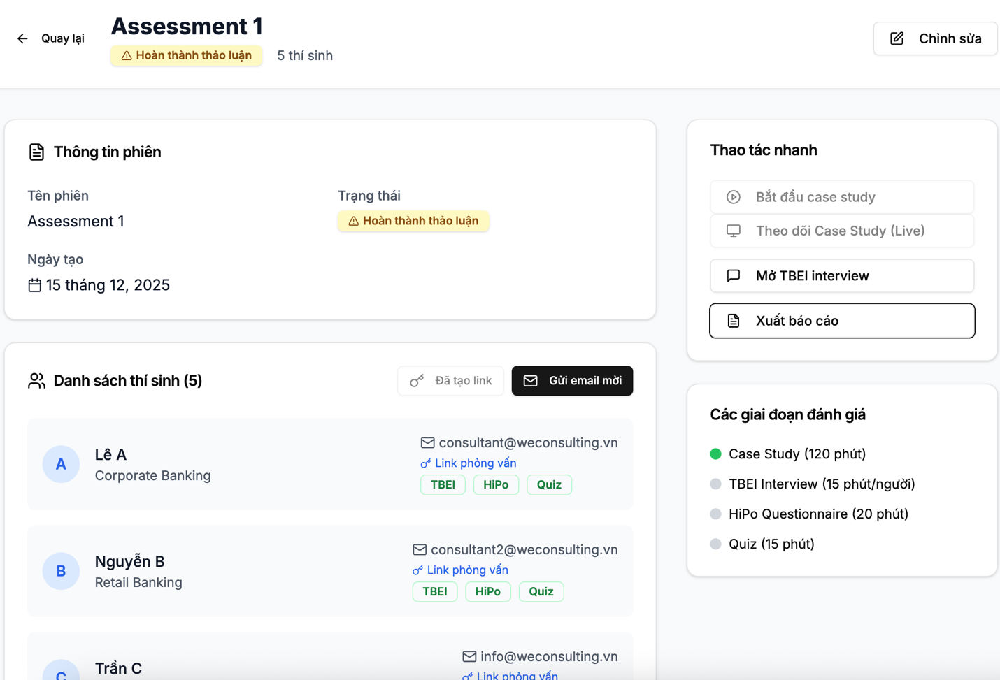 Quay lại
Assessment 1
Hoàn thành thảo luận
5 thí sinh
Chỉnh sửa
Thông tin phiên
Tên phiên
Assessment 1
Trạng thái
Hoàn thành thảo luận
Ngày tạo
15 tháng 12, 2025
Danh sách thí sinh (5)
Đã tạo link
Gửi email mời
A
Lê A
Corporate Banking
consultant@weconsulting.vn
Link phỏng vấn
TBEI HiPo Quiz
B
Nguyễn B
Retail Banking
consultant2@weconsulting.vn
Link phỏng vấn
TBEI HiPo Quiz
C
Trần C
info@weconsulting.vn
Link phỏng vấn
Thao tác nhanh
Bắt đầu case study
Theo dõi Case Study (Live)
Mở TBEI interview
Xuất báo cáo
Các giai đoạn đánh giá
Case Study (120 phút)
TBEI Interview (15 phút/người)
HiPo Questionnaire (20 phút)
Quiz (15 phút)